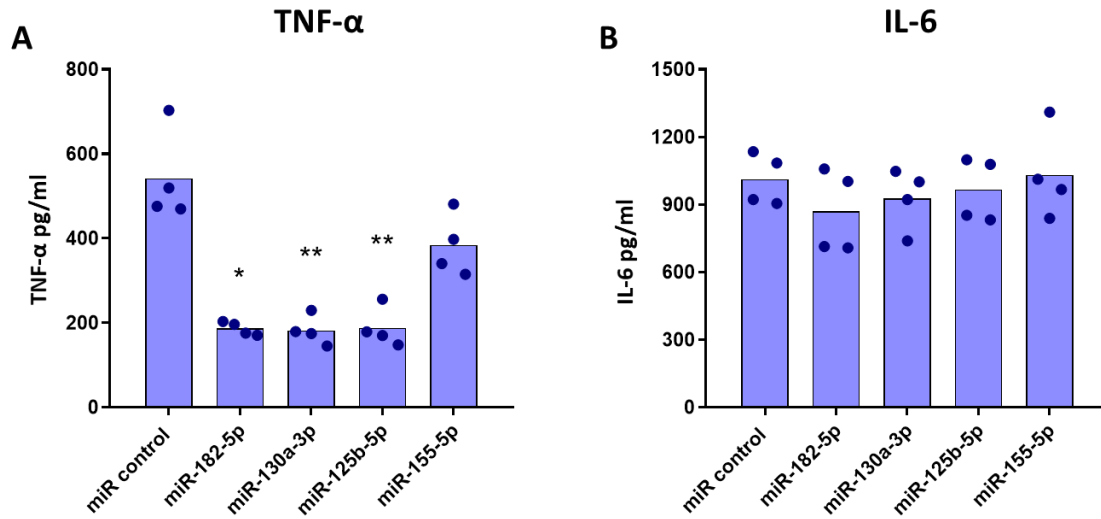 A
TNF-α
TNF-α pg/ml
800
600
400
200
0
*
**
**
miR control
miR-182-5p
miR-130a-3p
miR-125b-5p
miR-155-5p
B
IL-6
IL-6 pg/ml
1500
1200
900
600
300
0
miR control
miR-182-5p
miR-130a-3p
miR-125b-5p
miR-155-5p